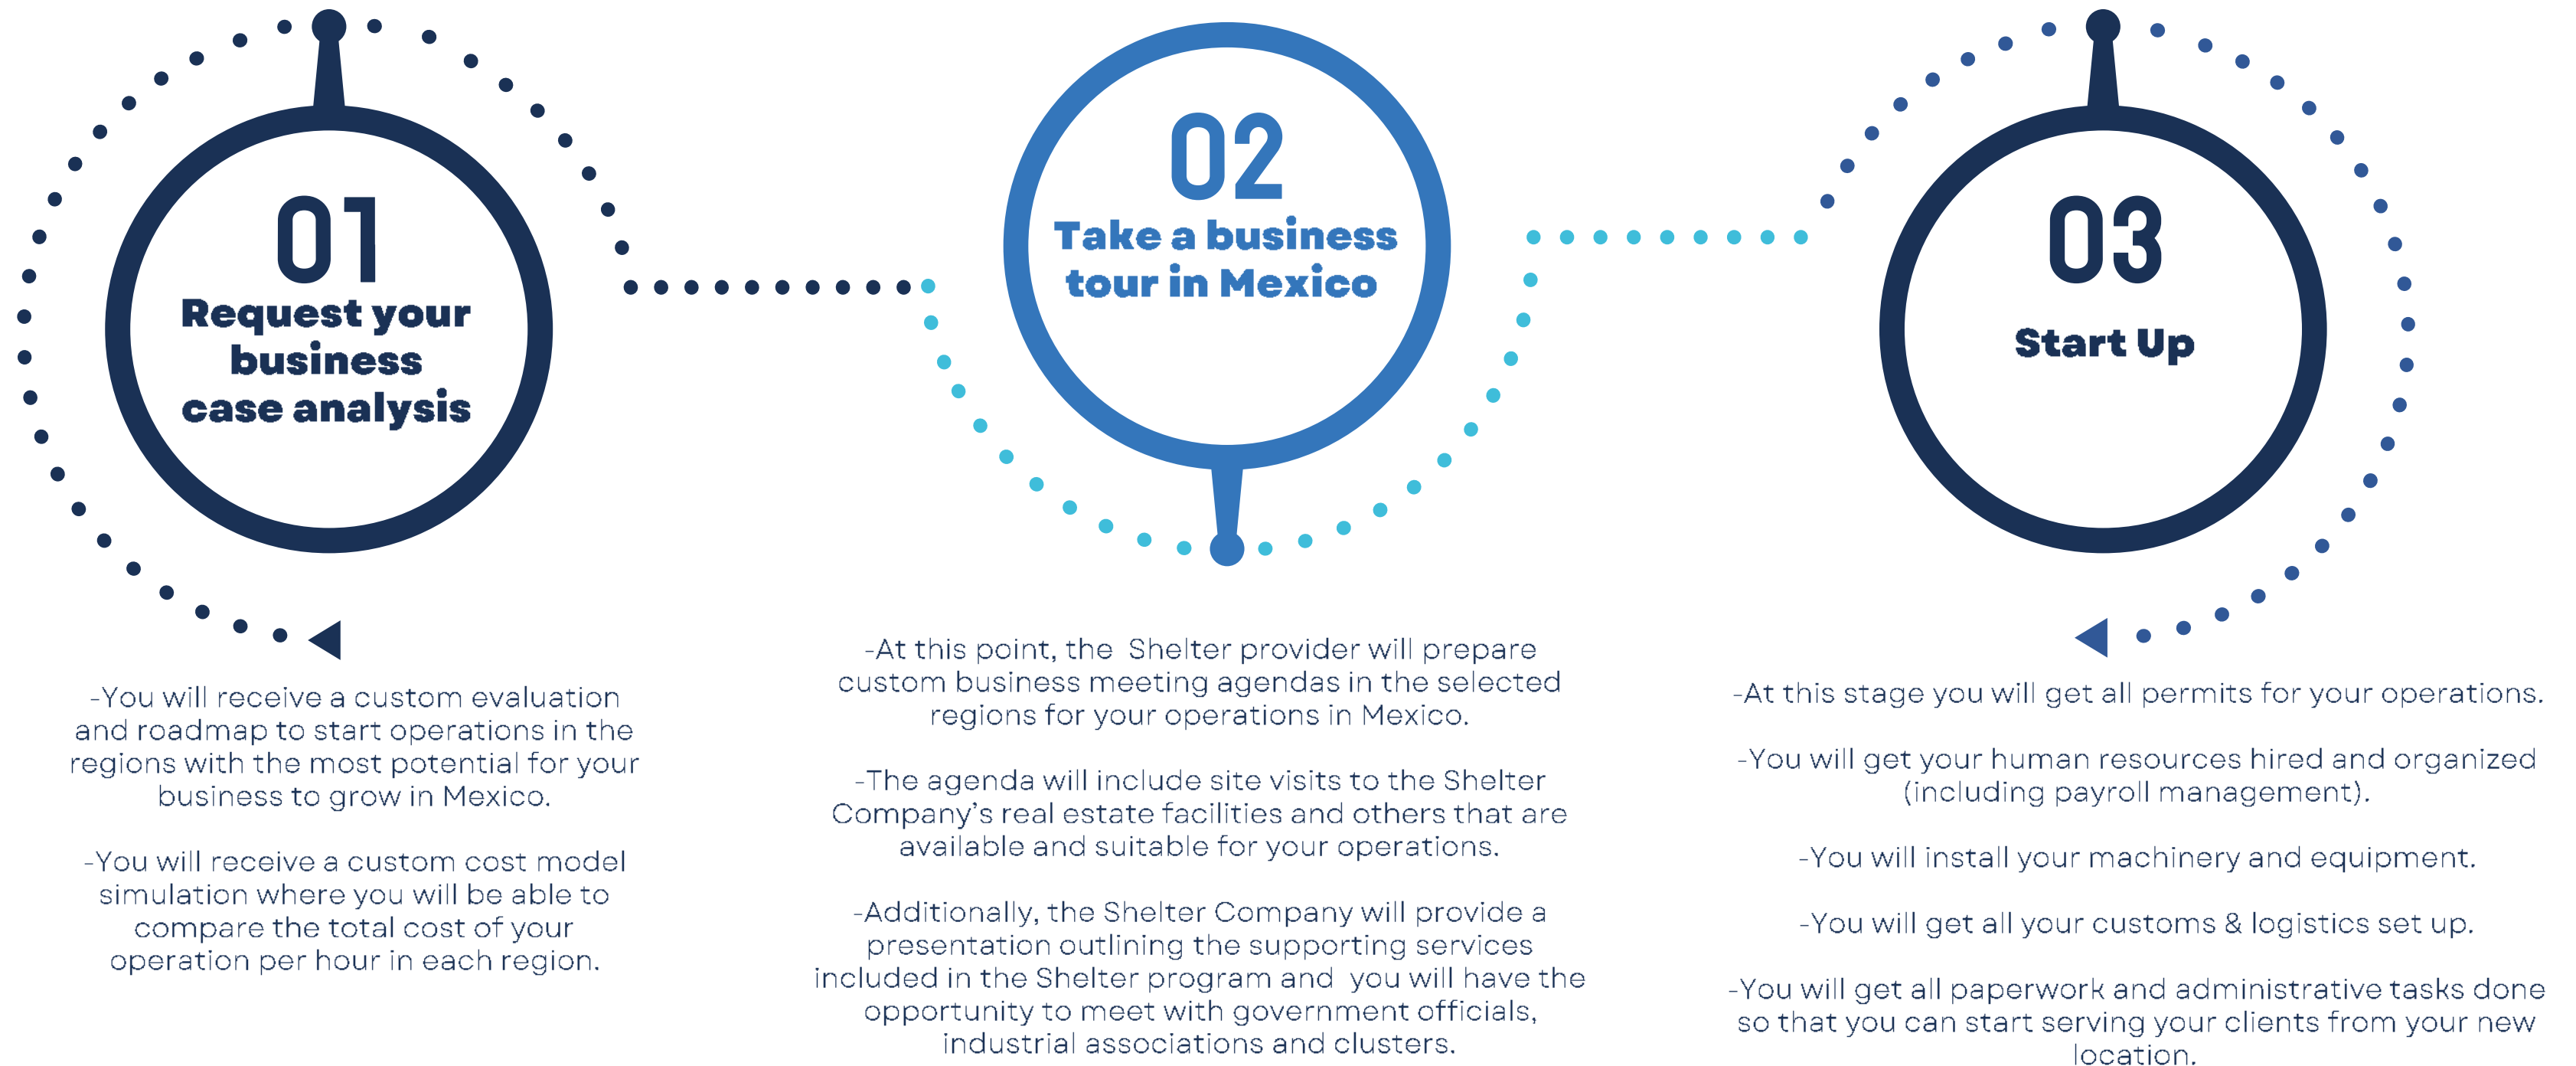 01
Request your
business
case analysis
-You will receive a custom evaluation
and roadmap to start operations in the
regions with the most potential for your
business to grow in Mexico.
-You will receive a custom cost model
simulation where you will be able to
compare the total cost of your
operation per hour in each region.
02
Take a business
tour in Mexico
-At this point, the  Shelter provider will prepare
custom business meeting agendas in the selected
regions for your operations in Mexico.
-The agenda will include site visits to the Shelter
Company's real estate facilities and others that are
available and suitable for your operations.
-Additionally, the Shelter Company will provide a
presentation outlining the supporting services
included in the Shelter program and  you will have the
opportunity to meet with government officials,
industrial associations and clusters.
03
Start Up
-At this stage you will get all permits for your operations.
-You will get your human resources hired and organized
(including payroll management).
-You will install your machinery and equipment.
-You will get all your customs & logistics set up.
-You will get all paperwork and administrative tasks done
so that you can start serving your clients from your new
location.